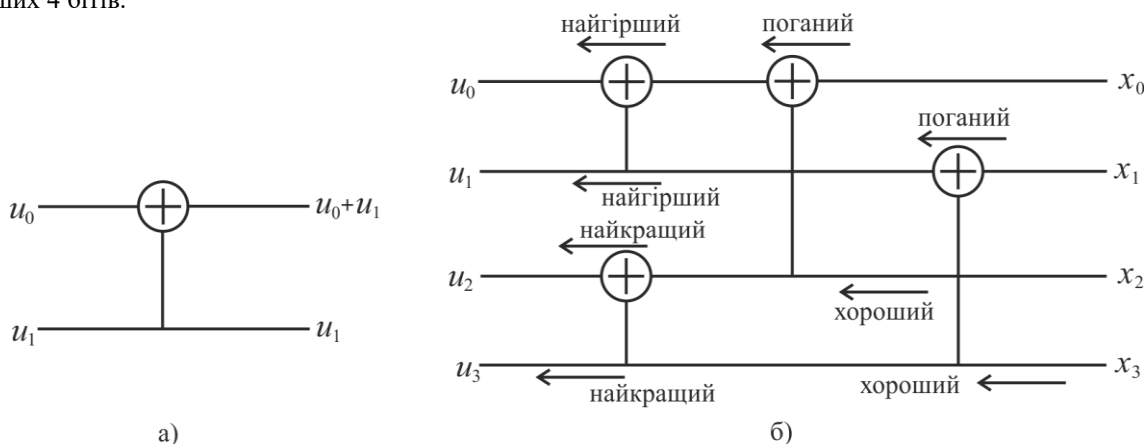 ших 4 бітів.
найгірший поганий
u₀ x₀
поганий
u₁ x₁
найгірший
найкращий
u₀ u₀+u₁
u₂ x₂
хороший
u₁ u₁
u₃ x₃
найкращий хороший
а) б)